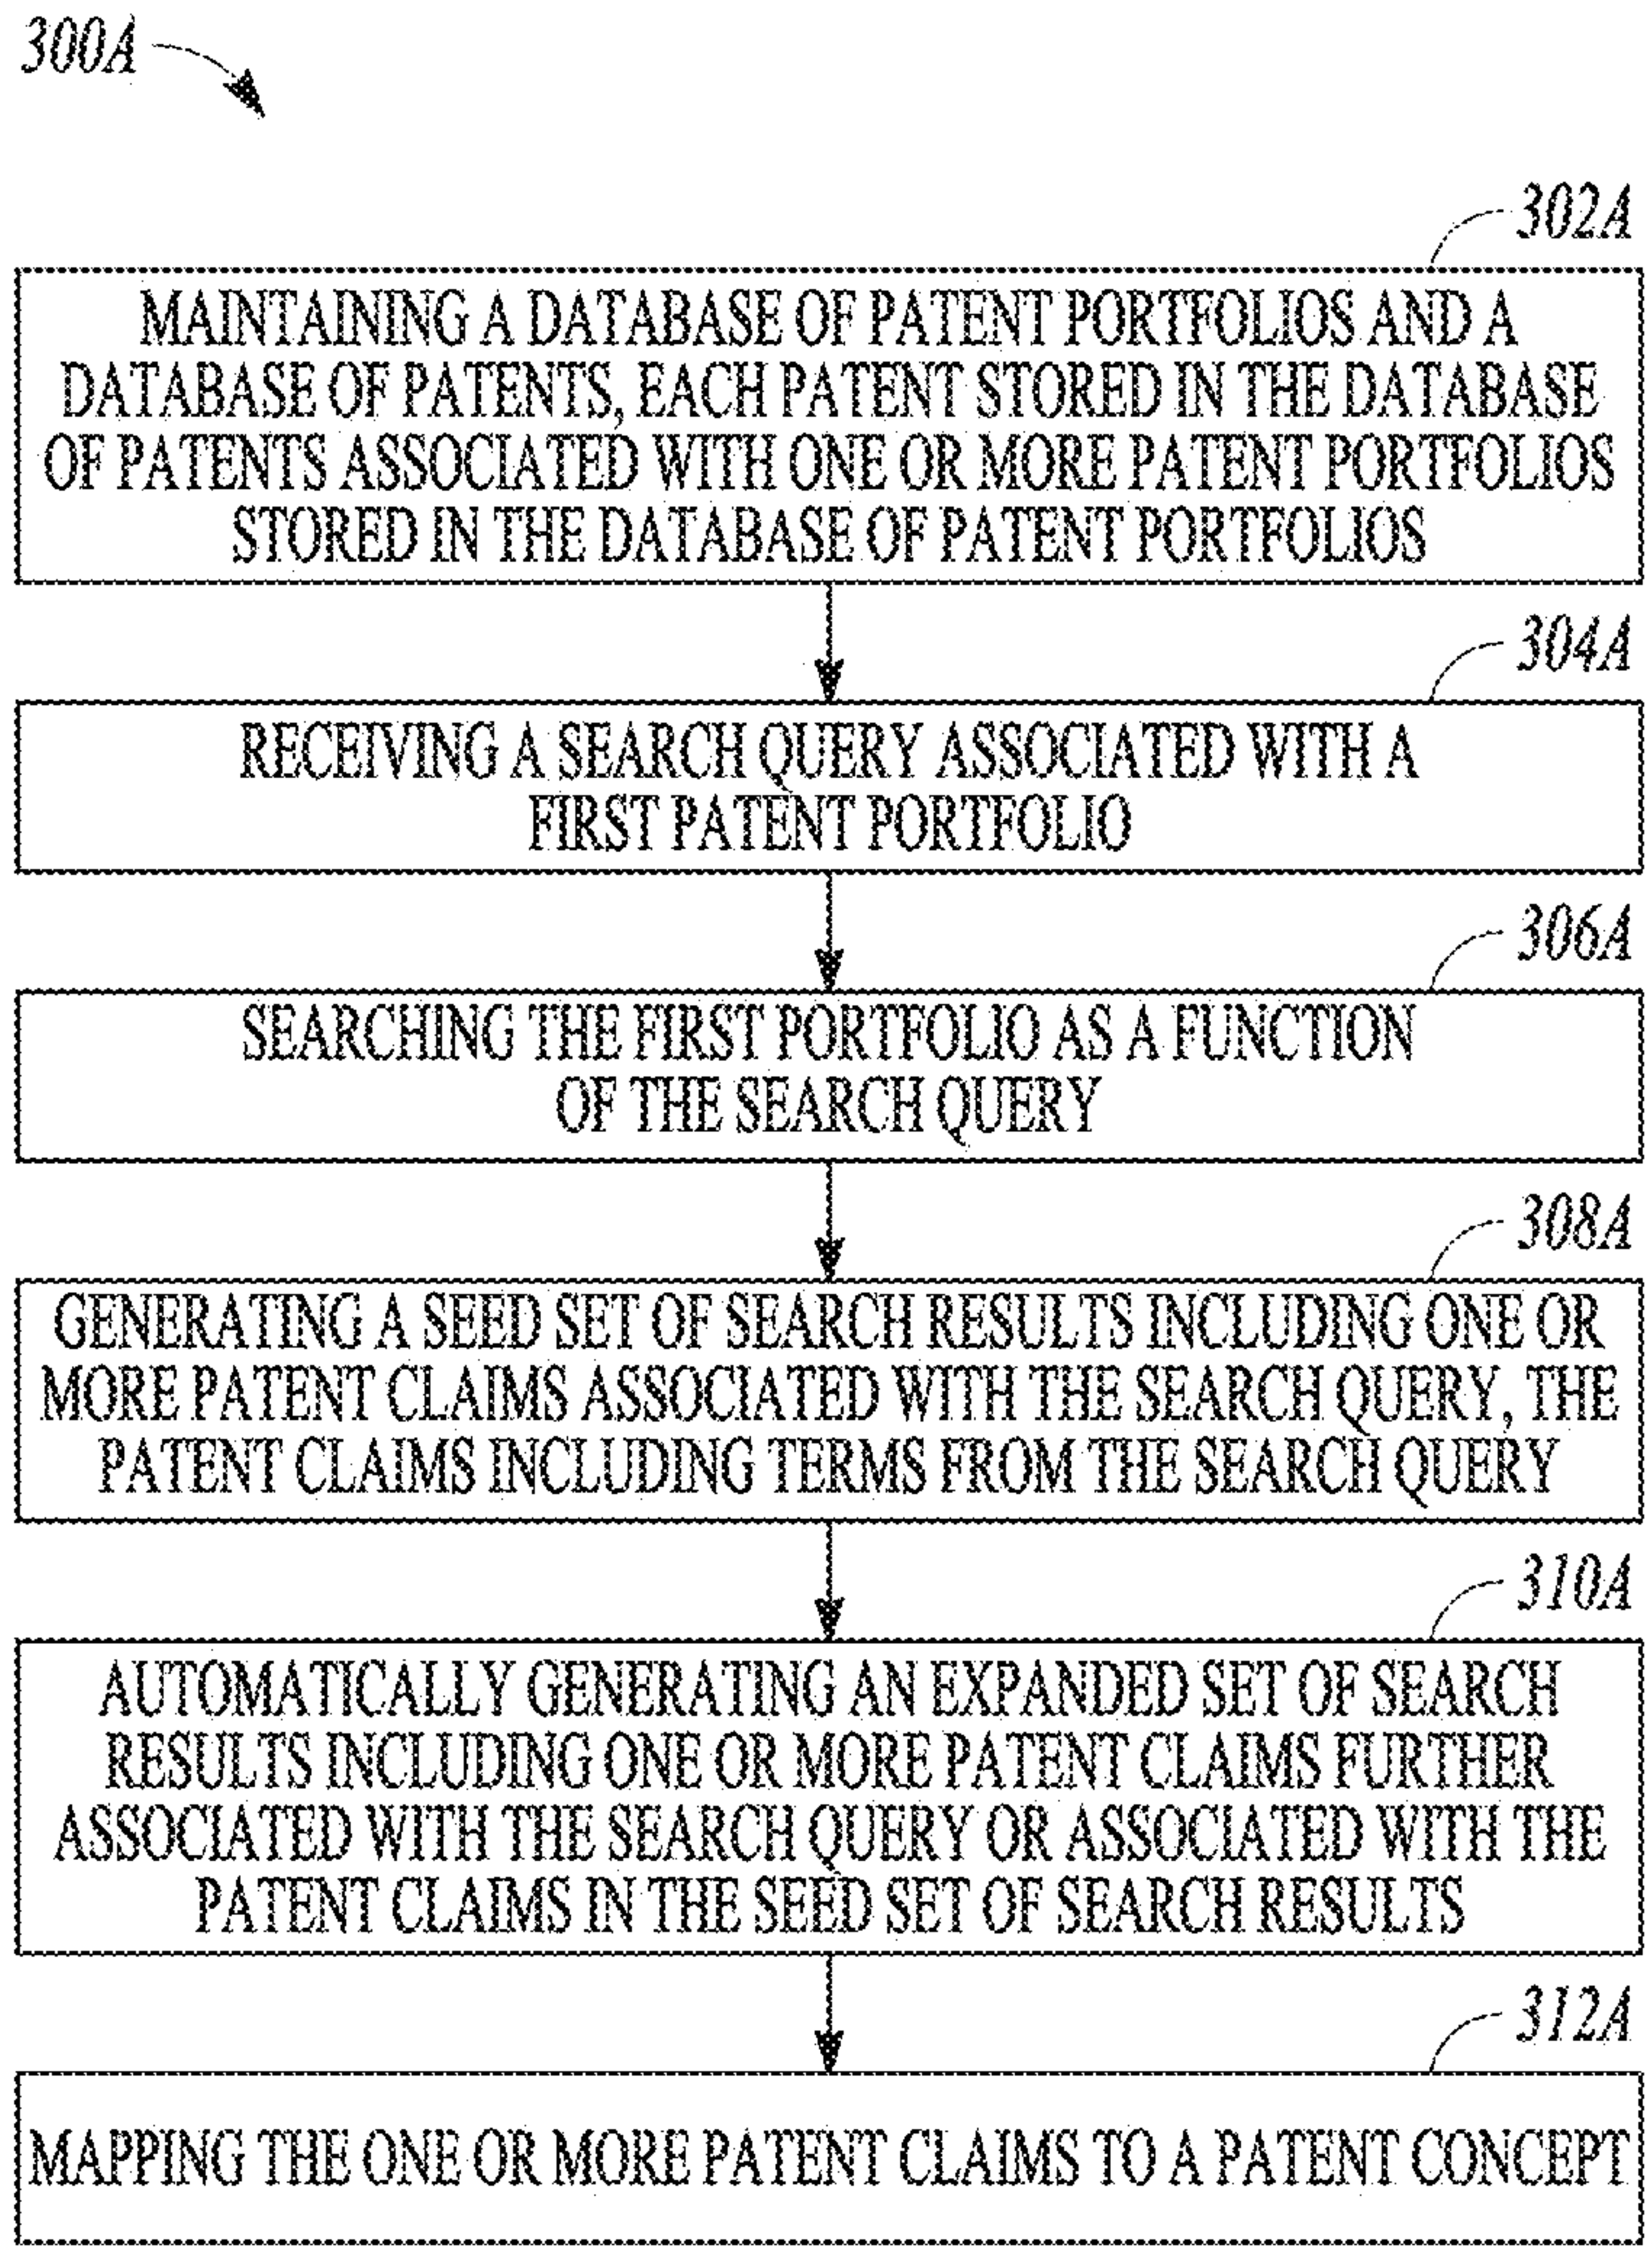 300A
302A
MAINTAINING A DATABASE OF PATENT PORTFOLIOS AND A
DATABASE OF PATENTS, EACH PATENT STORED IN THE DATABASE
OF PATENTS ASSOCIATED WITH ONE OR MORE PATENT PORTFOLIOS
STORED IN THE DATABASE OF PATENT PORTFOLIOS
304A
RECEIVING A SEARCH QUERY ASSOCIATED WITH A
FIRST PATENT PORTFOLIO
306A
SEARCHING THE FIRST PORTFOLIO AS A FUNCTION
OF THE SEARCH QUERY
308A
GENERATING A SEED SET OF SEARCH RESULTS INCLUDING ONE OR
MORE PATENT CLAIMS ASSOCIATED WITH THE SEARCH QUERY, THE
PATENT CLAIMS INCLUDING TERMS FROM THE SEARCH QUERY
310A
AUTOMATICALLY GENERATING AN EXPANDED SET OF SEARCH
RESULTS INCLUDING ONE OR MORE PATENT CLAIMS FURTHER
ASSOCIATED WITH THE SEARCH QUERY OR ASSOCIATED WITH THE
PATENT CLAIMS IN THE SEED SET OF SEARCH RESULTS
312A
MAPPING THE ONE OR MORE PATENT CLAIMS TO A PATENT CONCEPT